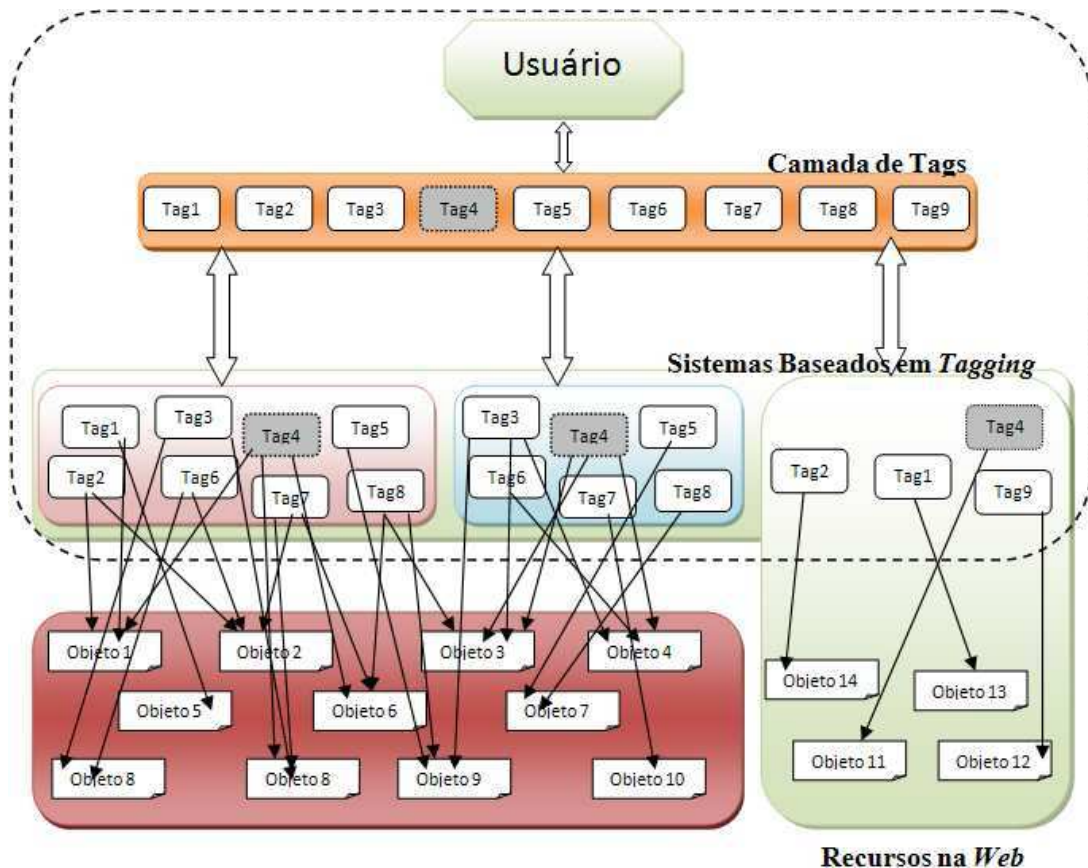 Usuário
Camada de Tags
Tag1 Tag2 Tag3 Tag4 Tag5 Tag6 Tag7 Tag8 Tag9
Sistemas Baseados em Tagging
Tag1 Tag3 Tag4 Tag5
Tag2 Tag6 Tag7 Tag8
Tag3 Tag4 Tag5
Tag6 Tag7 Tag8
Tag4
Tag2 Tag1 Tag9
Objeto 1 Objeto 2 Objeto 3 Objeto 4
Objeto 5 Objeto 6 Objeto 7
Objeto 8 Objeto 8 Objeto 9 Objeto 10
Objeto 14 Objeto 13
Objeto 11 Objeto 12
Recursos na Web